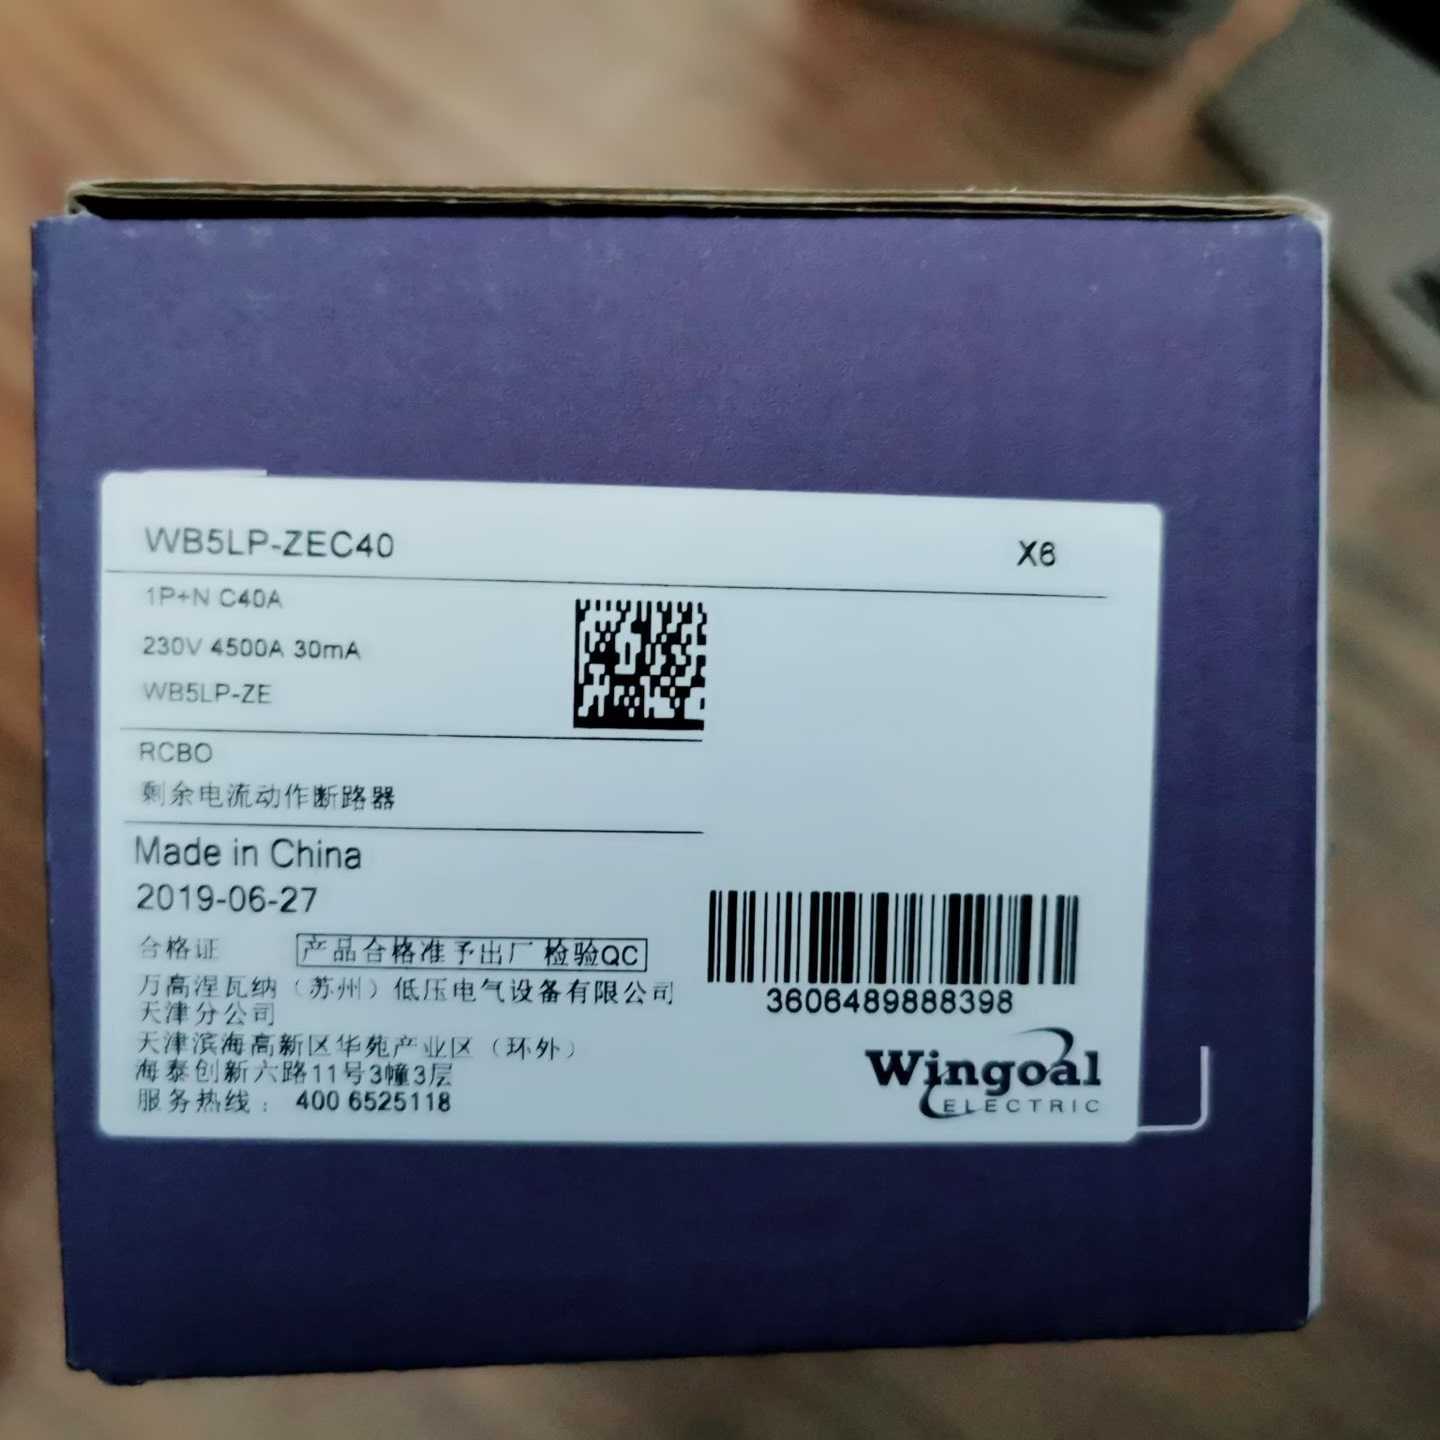 WB5LP-ZEC40 X6
1P+N C40A
230V 4500A 30mA
WB5LP-ZE
RCBO
剩余电流动作断路器
Made in China
2019-06-27
合格证 产品合格准予出厂 检验QC
万高涅瓦纳（苏州）低压电气设备有限公司
天津分公司
天津滨海高新区华苑产业区（环外）
海泰创新六路11号3幢3层
服务热线： 400 6525118
3606489888398
Wingoal
ELECTRIC